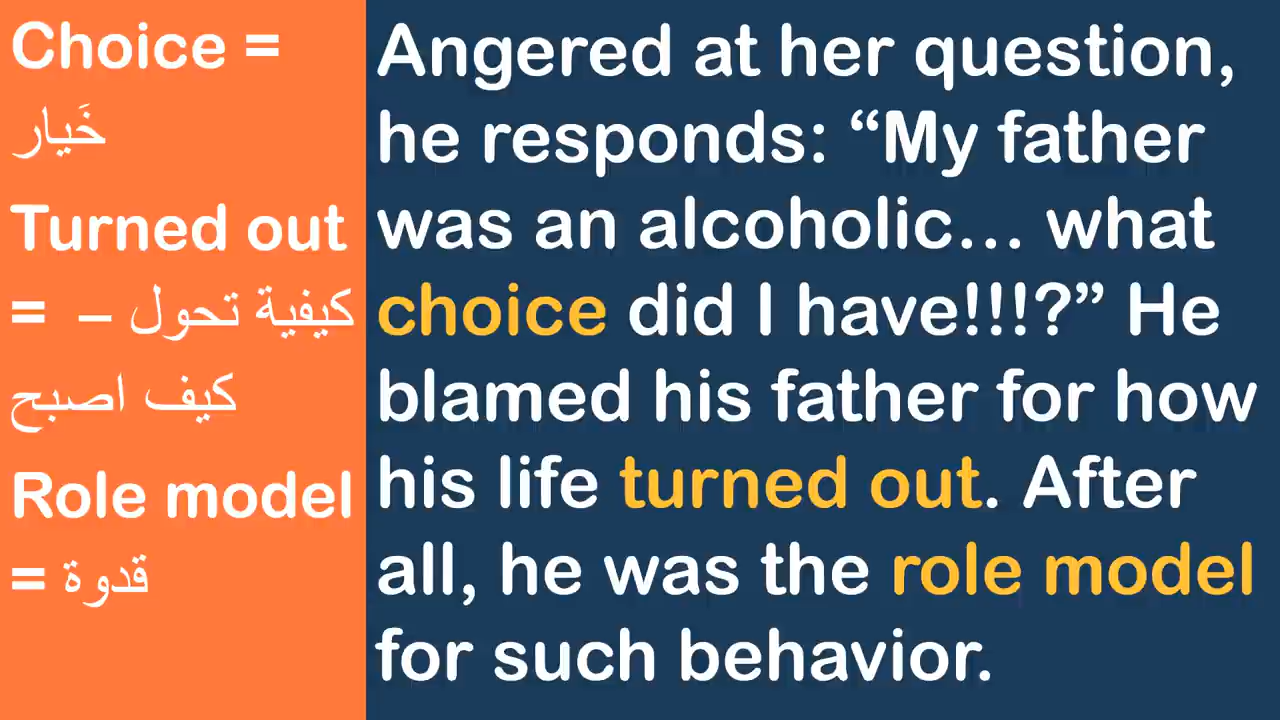 Choice =
خَيار
Turned out
= كيفية تحول –
كيف اصبح
Role model
= قدوة
Angered at her question,
he responds: “My father
was an alcoholic… what
choice did I have!!!?” He
blamed his father for how
his life turned out. After
all, he was the role model
for such behavior.